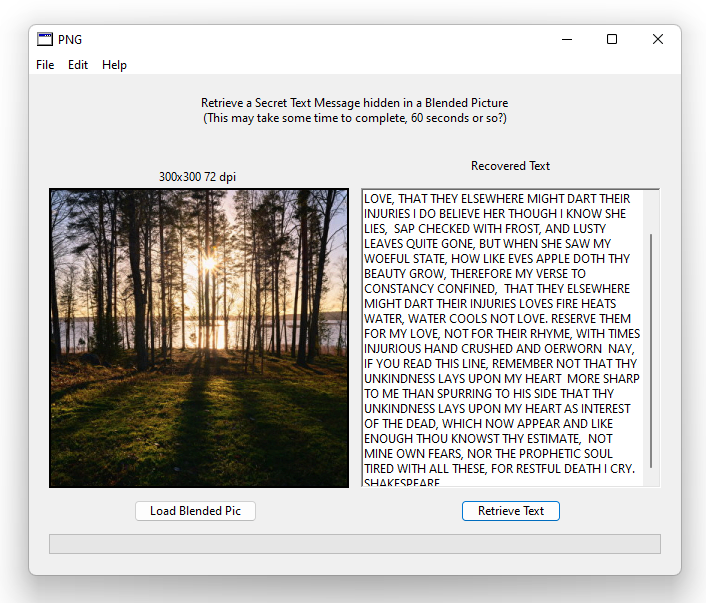 PNG
File Edit Help
Retrieve a Secret Text Message hidden in a Blended Picture
(This may take some time to complete, 60 seconds or so?)
300x300 72 dpi
Recovered Text
LOVE, THAT THEY ELSEWHERE MIGHT DART THEIR
INJURIES I DO BELIEVE HER THOUGH I KNOW SHE
LIES,  SAP CHECKED WITH FROST, AND LUSTY
LEAVES QUITE GONE, BUT WHEN SHE SAW MY
WOEFUL STATE, HOW LIKE EVES APPLE DOTH THY
BEAUTY GROW, THEREFORE MY VERSE TO
CONSTANCY CONFINED,  THAT THEY ELSEWHERE
MIGHT DART THEIR INJURIES LOVES FIRE HEATS
WATER, WATER COOLS NOT LOVE. RESERVE THEM
FOR MY LOVE, NOT FOR THEIR RHYME, WITH TIMES
INJURIOUS HAND CRUSHED AND OERWORN  NAY,
IF YOU READ THIS LINE, REMEMBER NOT THAT THY
UNKINDNESS LAYS UPON MY HEART  MORE SHARP
TO ME THAN SPURRING TO HIS SIDE THAT THY
UNKINDNESS LAYS UPON MY HEART AS INTEREST
OF THE DEAD, WHICH NOW APPEAR AND LIKE
ENOUGH THOU KNOWST THY ESTIMATE,  NOT
MINE OWN FEARS, NOR THE PROPHETIC SOUL
TIRED WITH ALL THESE, FOR RESTFUL DEATH I CRY.
SHAKESPEARE
Load Blended Pic
Retrieve Text